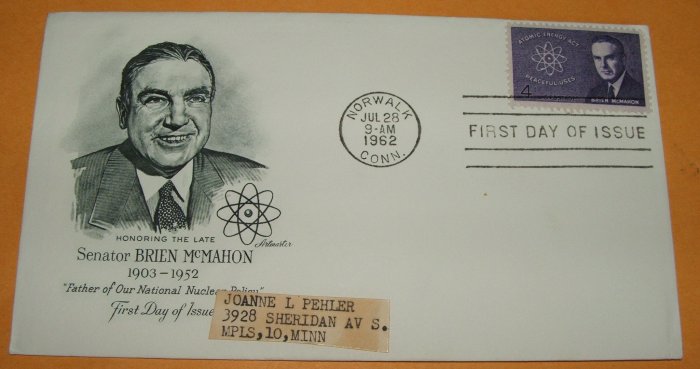 ATOMIC ENERGY ACT
PEACEFUL USES
4
BRIEN McMAHON
NORWALK
JUL 28
9-AM
1962
CONN.
FIRST DAY OF ISSUE
Artmaster
HONORING THE LATE
Senator BRIEN McMAHON
1903-1952
"Father of Our National Nuclear Policy"
First Day of Issue
JOANNE L PEHLER
3928 SHERIDAN AV S.
MPLS,10,MINN